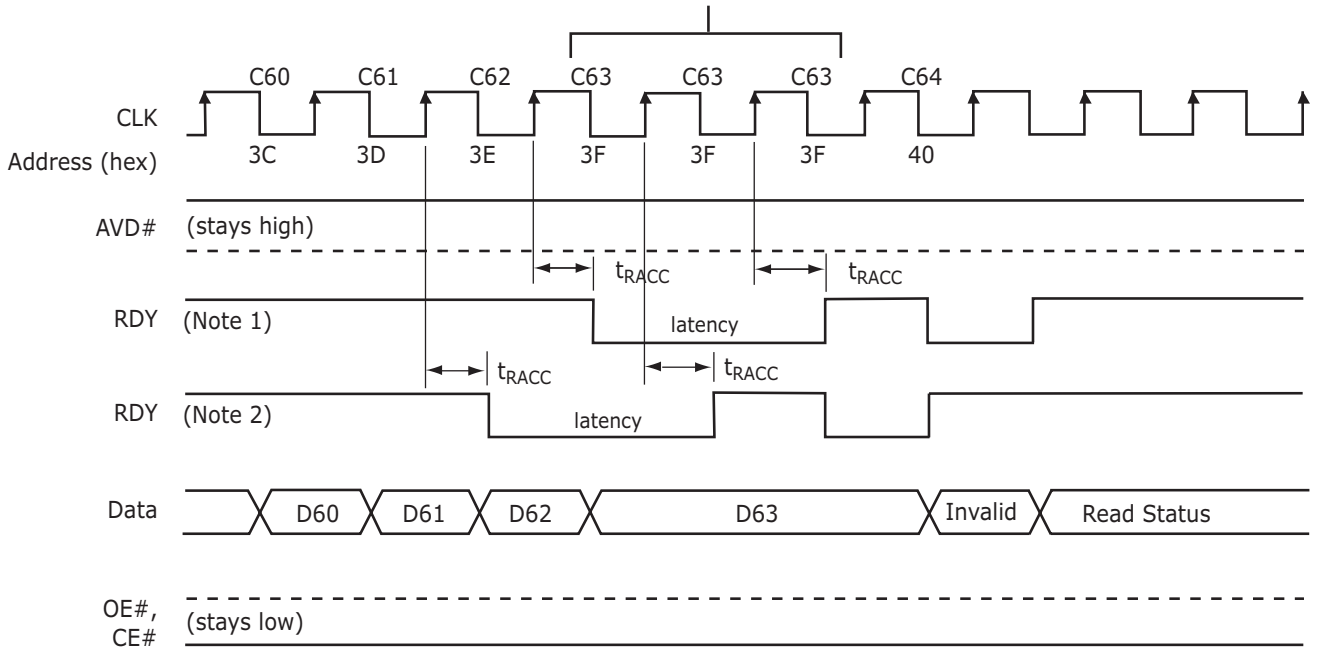 C60 C61 C62 C63 C63 C63 C64
CLK
Address (hex) 3C 3D 3E 3F 3F 3F 40
AVD# (stays high)
tRACC tRACC
RDY (Note 1) latency
tRACC tRACC
RDY (Note 2) latency
Data D60 D61 D62 D63 Invalid Read Status
OE#,
CE# (stays low)